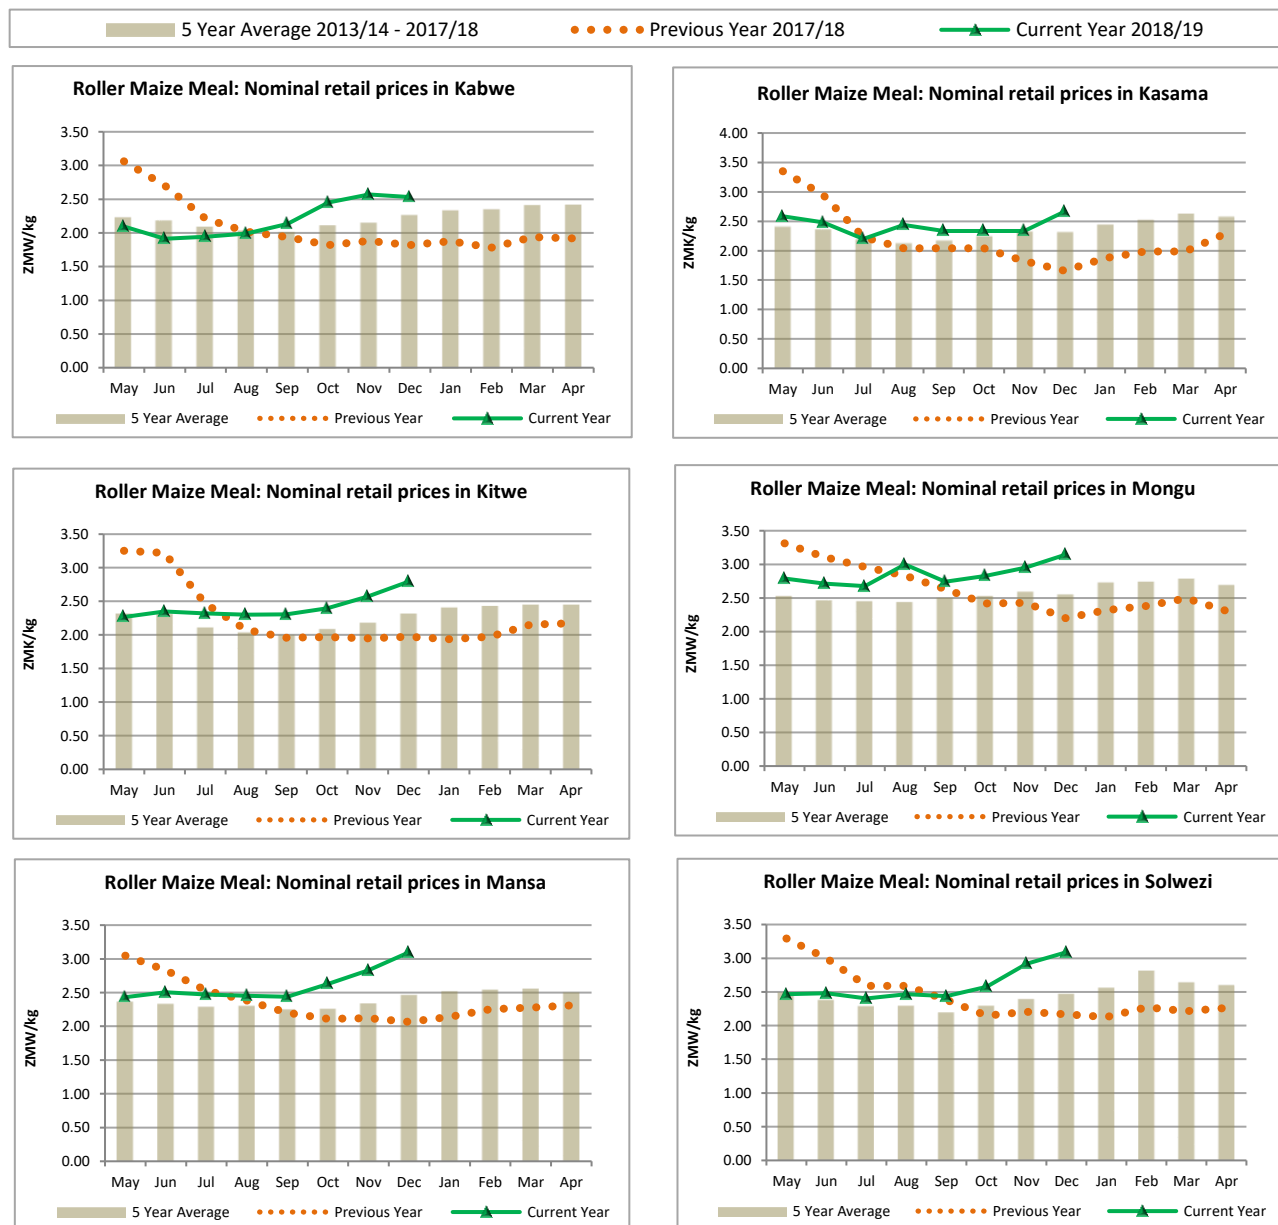 5 Year Average 2013/14 - 2017/18 Previous Year 2017/18 Current Year 2018/19
Roller Maize Meal: Nominal retail prices in Kabwe
ZMW/kg
3.50
3.00
2.50
2.00
1.50
1.00
0.50
0.00
May Jun Jul Aug Sep Oct Nov Dec Jan Feb Mar Apr
5 Year Average Previous Year Current Year
Roller Maize Meal: Nominal retail prices in Kasama
ZMK/kg
4.00
3.50
3.00
2.50
2.00
1.50
1.00
0.50
0.00
May Jun Jul Aug Sep Oct Nov Dec Jan Feb Mar Apr
5 Year Average Previous Year Current Year
Roller Maize Meal: Nominal retail prices in Kitwe
ZMK/kg
3.50
3.00
2.50
2.00
1.50
1.00
0.50
0.00
May Jun Jul Aug Sep Oct Nov Dec Jan Feb Mar Apr
5 Year Average Previous Year Current Year
Roller Maize Meal: Nominal retail prices in Mongu
ZMW/kg
3.50
3.00
2.50
2.00
1.50
1.00
0.50
0.00
May Jun Jul Aug Sep Oct Nov Dec Jan Feb Mar Apr
5 Year Average Previous Year Current Year
Roller Maize Meal: Nominal retail prices in Mansa
ZMW/kg
3.50
3.00
2.50
2.00
1.50
1.00
0.50
0.00
May Jun Jul Aug Sep Oct Nov Dec Jan Feb Mar Apr
5 Year Average Previous Year Current Year
Roller Maize Meal: Nominal retail prices in Solwezi
ZMW/kg
3.50
3.00
2.50
2.00
1.50
1.00
0.50
0.00
May Jun Jul Aug Sep Oct Nov Dec Jan Feb Mar Apr
5 Year Average Previous Year Current Year